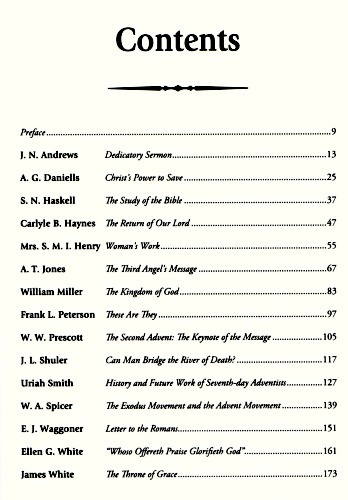 Contents
Preface 9
J. N. Andrews Dedicatory Sermon 13
A. G. Daniells Christ's Power to Save 25
S. N. Haskell The Study of the Bible 37
Carlyle B. Haynes The Return of Our Lord 47
Mrs. S. M. I. Henry Woman's Work 55
A. T. Jones The Third Angel's Message 67
William Miller The Kingdom of God 83
Frank L. Peterson These Are They 97
W. W. Prescott The Second Advent: The Keynote of the Message 105
J. L. Shuler Can Man Bridge the River of Death? 117
Uriah Smith History and Future Work of Seventh-day Adventists 127
W. A. Spicer The Exodus Movement and the Advent Movement 139
E. J. Waggoner Letter to the Romans 151
Ellen G. White "Whoso Offereth Praise Glorifieth God" 161
James White The Throne of Grace 173